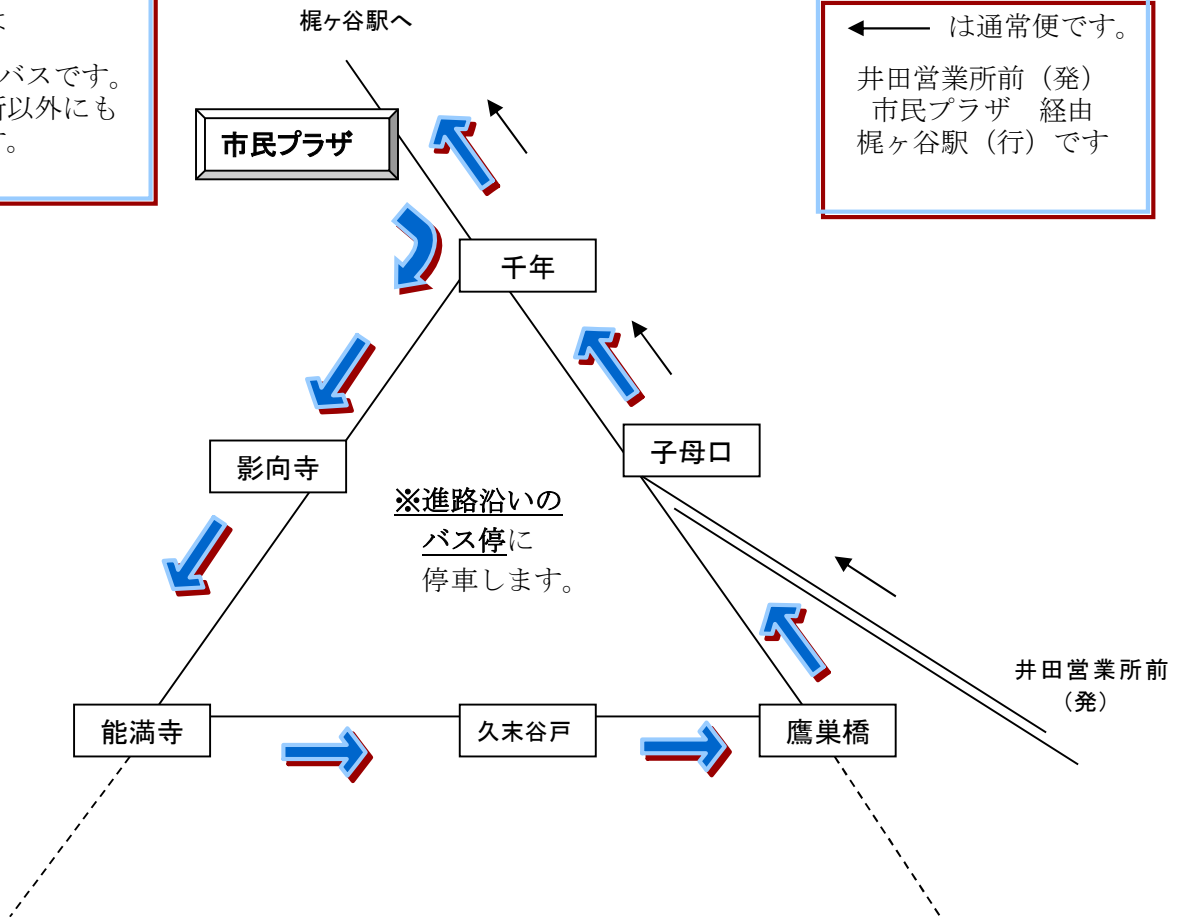 バスです。
所以外にも
す。
梶ヶ谷駅へ
は通常便です。
井田営業所前（発）
市民プラザ　経由
梶ヶ谷駅（行）です
市民プラザ
千年
子母口
影向寺
※進路沿いの
バス停に
停車します。
井田営業所前
（発）
能満寺
久末谷戸
鷹巣橋